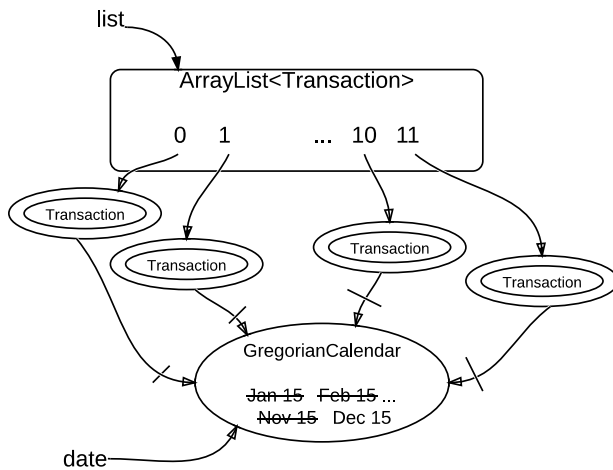 list
ArrayList<Transaction>
0 1 ... 10 11
Transaction
Transaction
Transaction
Transaction
GregorianCalendar
Jan 15 Feb 15 ...
Nov 15 Dec 15
date